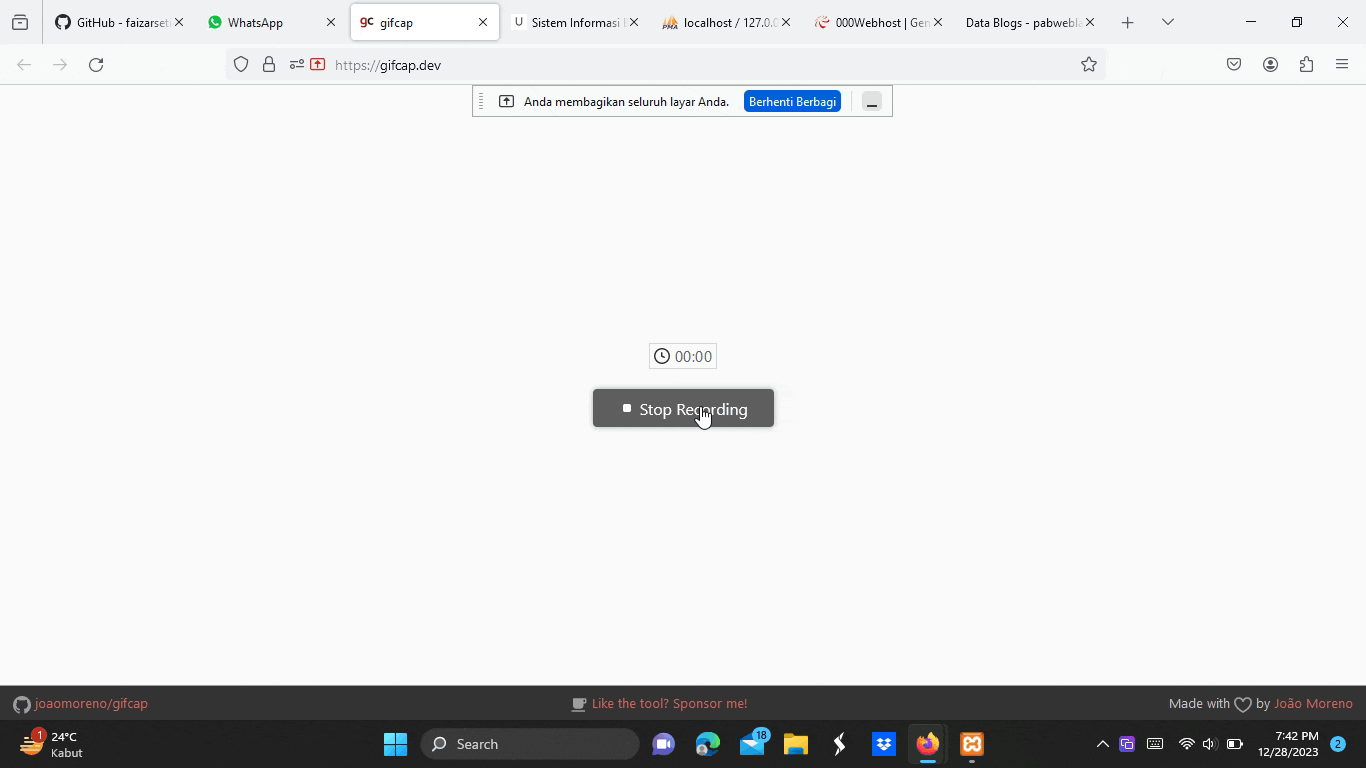 GitHub - faizarseti
WhatsApp
gc gifcap
U Sistem Informasi
localhost / 127.0.0
000Webhost | Gen
Data Blogs - pabwebla
https://gifcap.dev
Anda membagikan seluruh layar Anda.
Berhenti Berbagi
00:00
Stop Recording
joaomoreno/gifcap
Like the tool? Sponsor me!
Made with by João Moreno
1
24°C
Kabut
Search
18
7:42 PM
12/28/2023
2